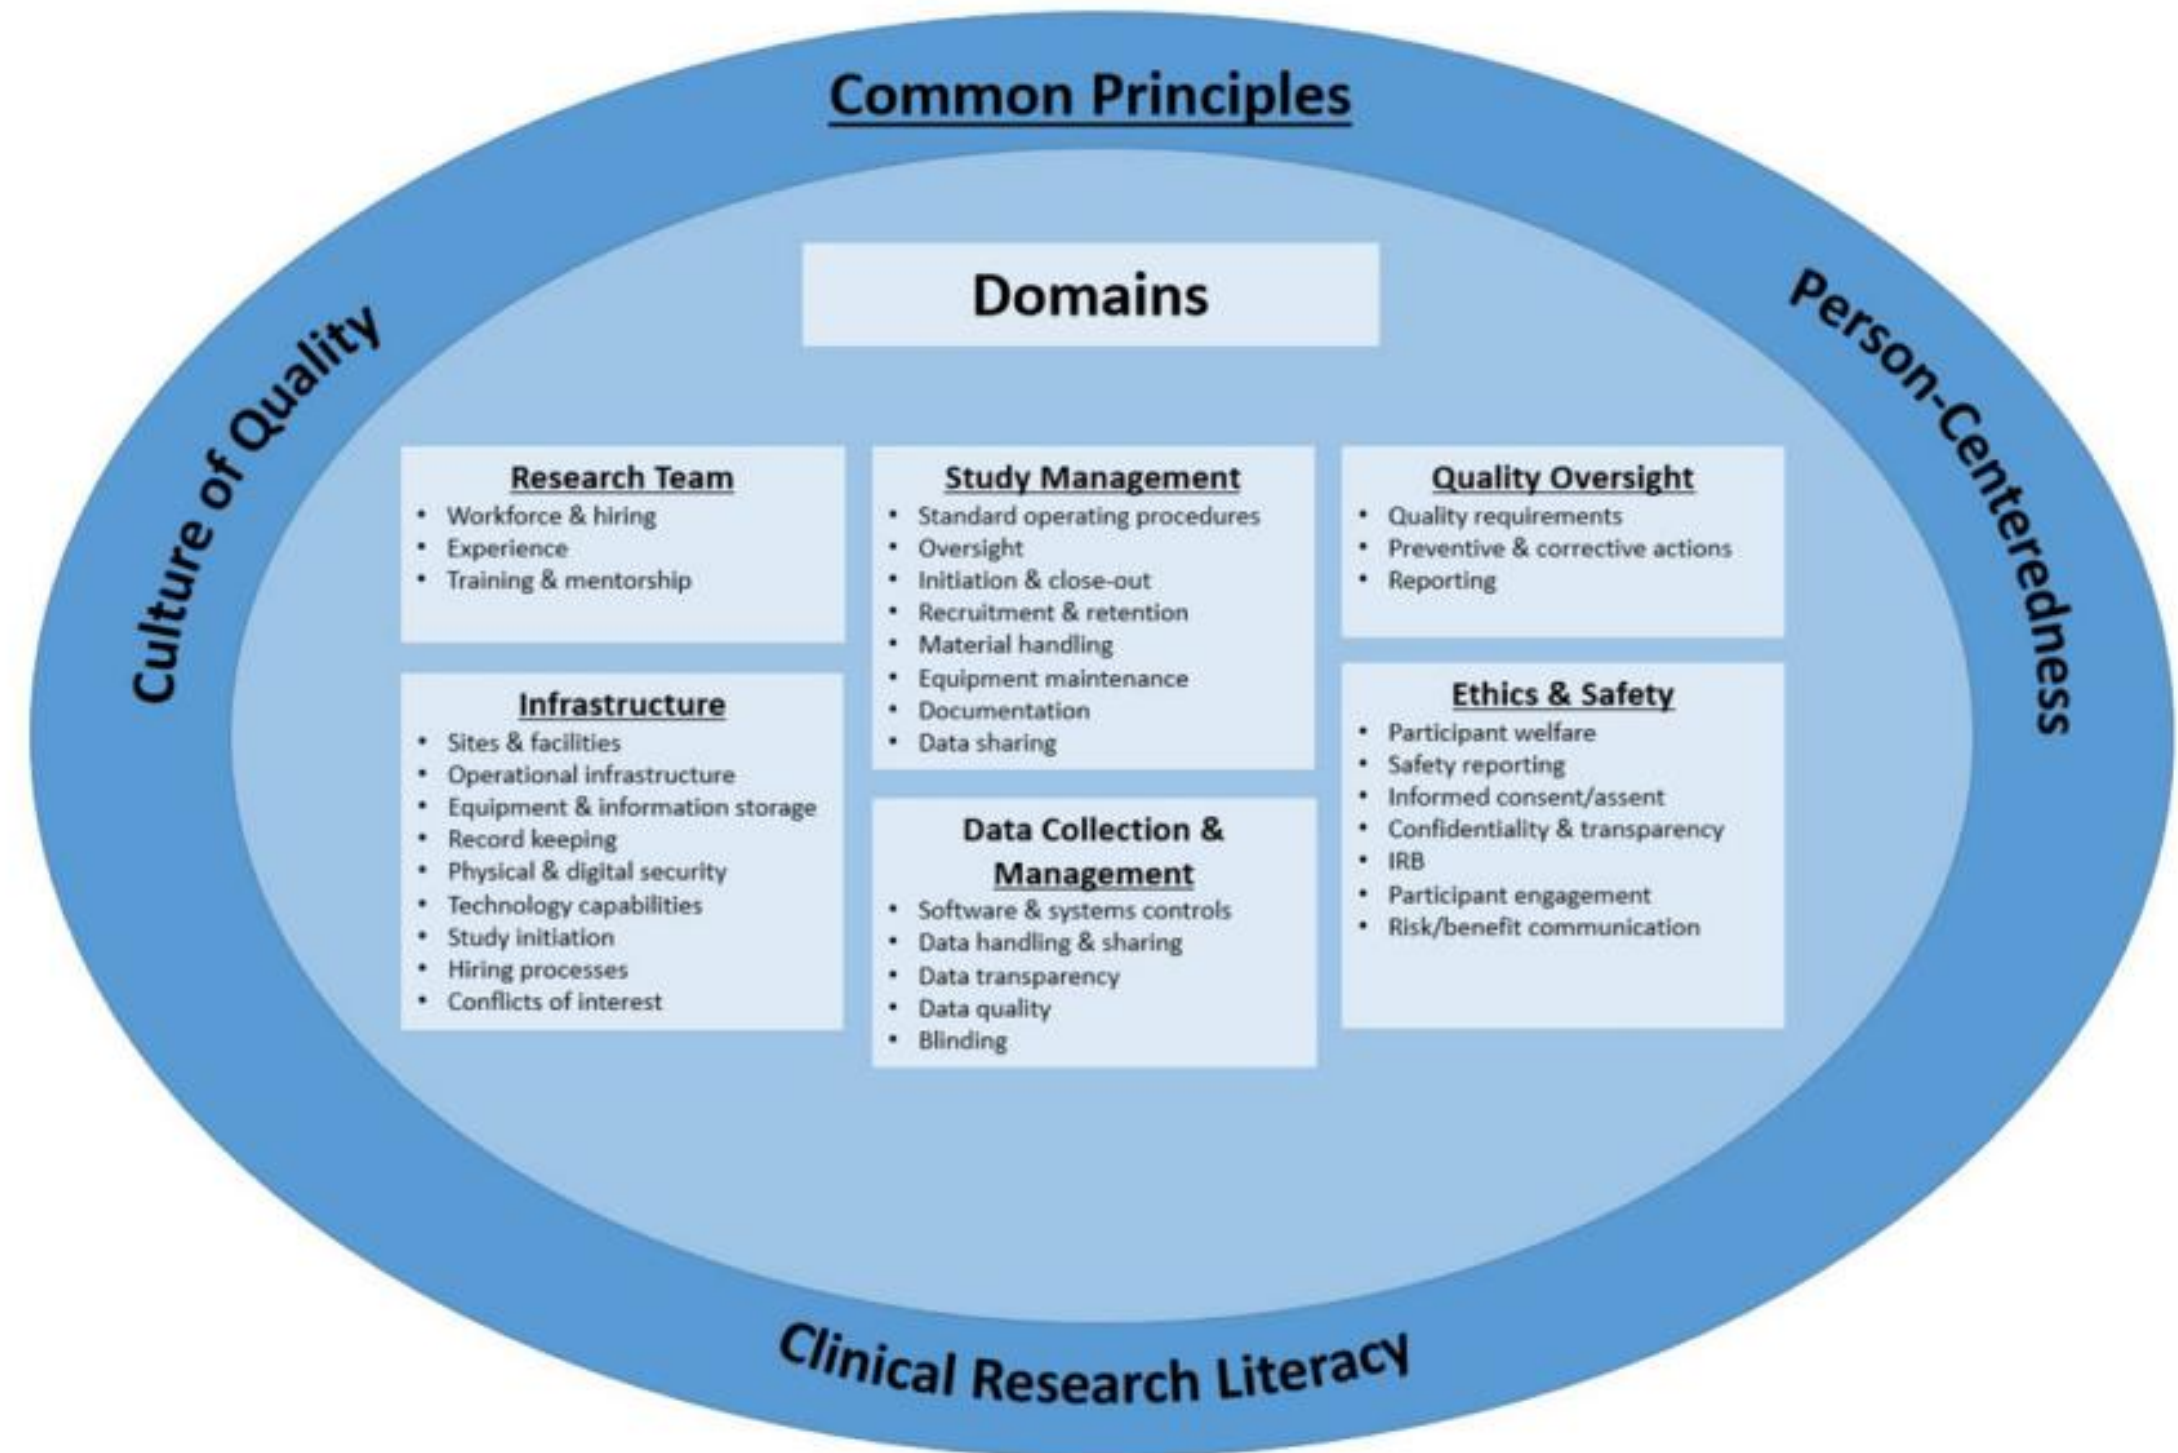 Common Principles
Culture of Quality
Person-Centeredness
Domains
Research Team
• Workforce & hiring
• Experience
• Training & mentorship
Infrastructure
• Sites & facilities
• Operational infrastructure
• Equipment & information storage
• Record keeping
• Physical & digital security
• Technology capabilities
• Study initiation
• Hiring processes
• Conflicts of interest
Study Management
• Standard operating procedures
• Oversight
• Initiation & close-out
• Recruitment & retention
• Material handling
• Equipment maintenance
• Documentation
• Data sharing
Data Collection &
Management
• Software & systems controls
• Data handling & sharing
• Data transparency
• Data quality
• Blinding
Quality Oversight
• Quality requirements
• Preventive & corrective actions
• Reporting
Ethics & Safety
• Participant welfare
• Safety reporting
• Informed consent/assent
• Confidentiality & transparency
• IRB
• Participant engagement
• Risk/benefit communication
Clinical Research Literacy